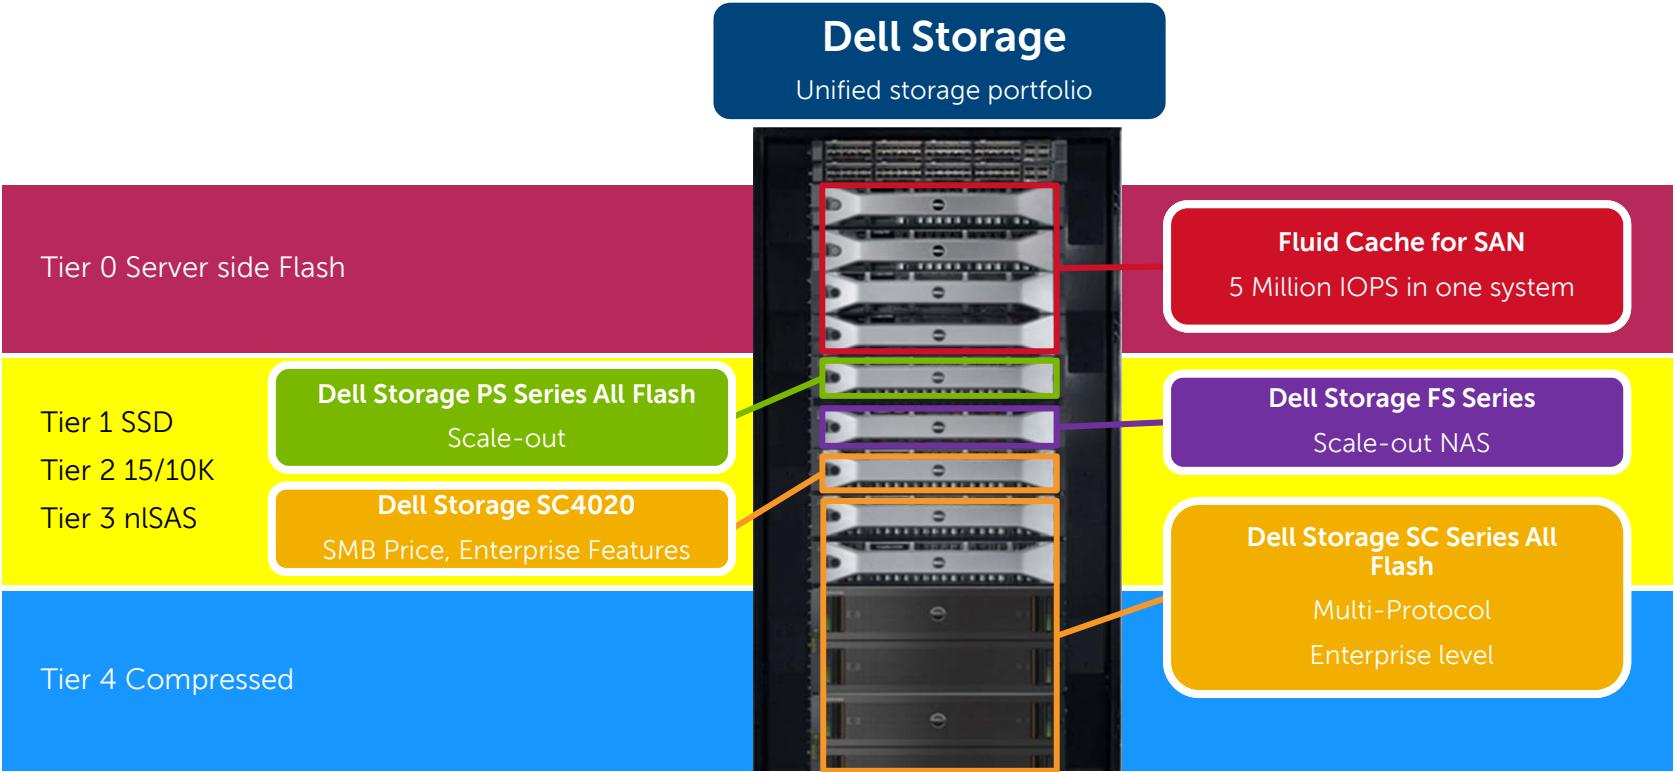 Dell Storage
Unified storage portfolio
Tier 0 Server side Flash
Fluid Cache for SAN
5 Million IOPS in one system
Tier 1 SSD
Tier 2 15/10K
Tier 3 nlSAS
Dell Storage PS Series All Flash
Scale-out
Dell Storage FS Series
Scale-out NAS
Dell Storage SC4020
SMB Price, Enterprise Features
Dell Storage SC Series All
Flash
Multi-Protocol
Enterprise level
Tier 4 Compressed